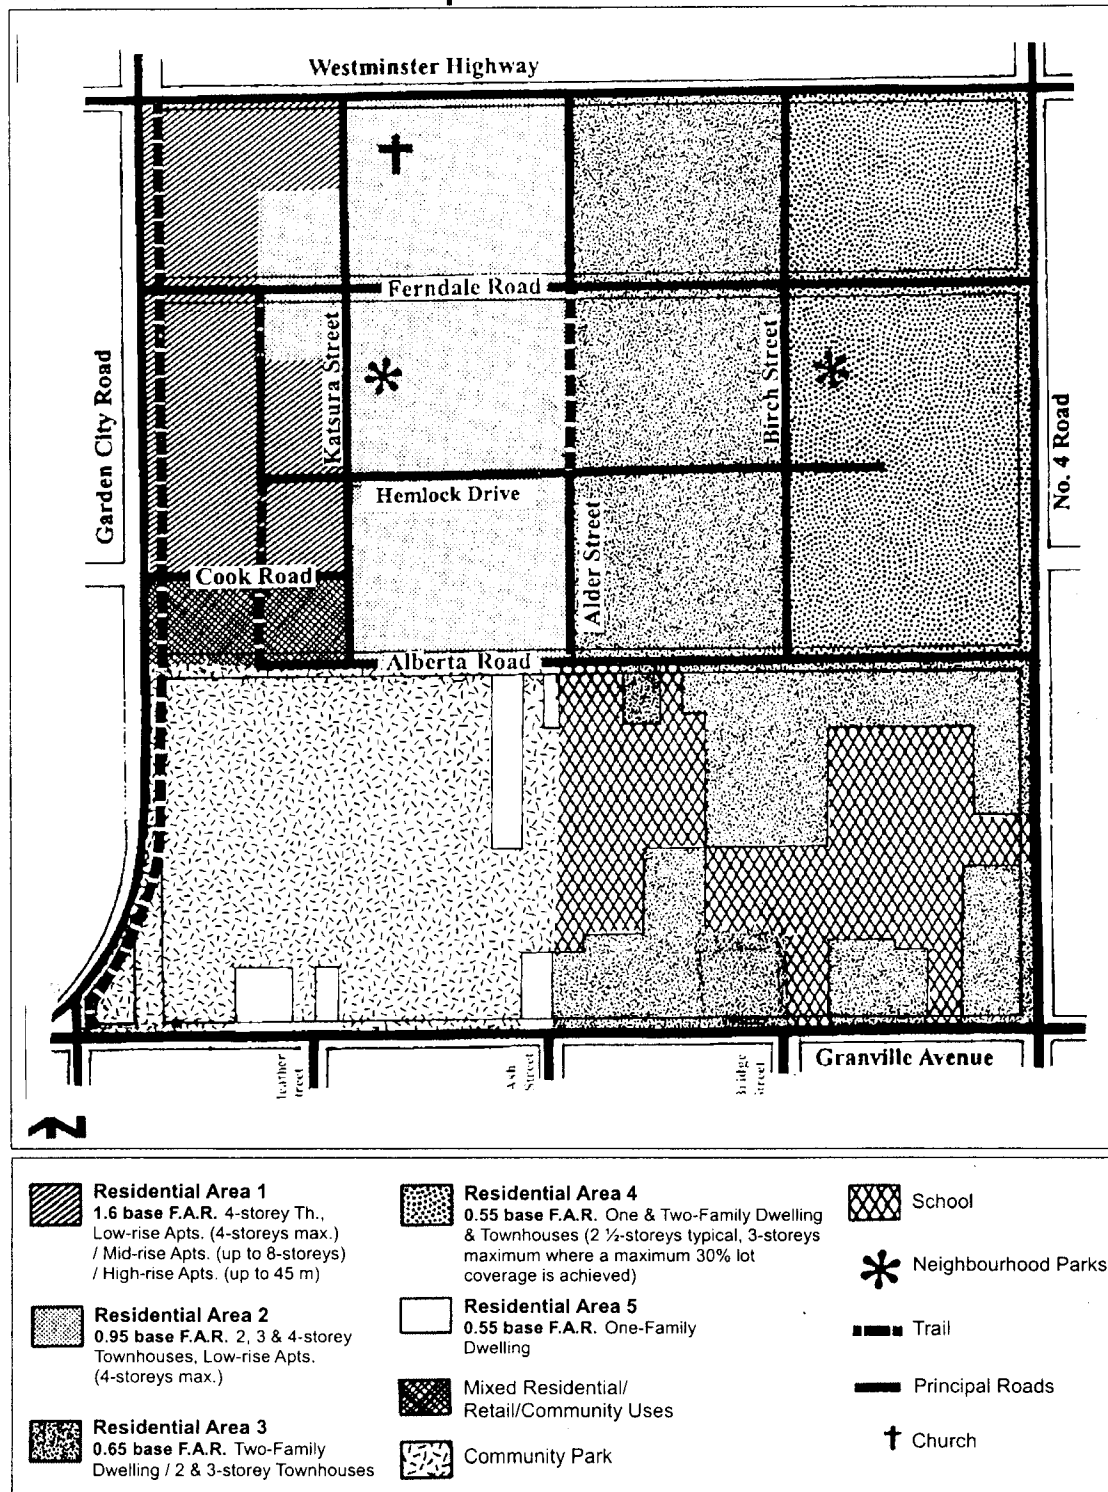 Westminster Highway
Ferndale Road
Katsura Street
Birch Street
Garden City Road
No. 4 Road
Hemlock Drive
Alder Street
Cook Road
Alberta Road
Granville Avenue
Ash
Street
Bridge
Street
Residential Area 1
1.6 base F.A.R. 4-storey Th.,
Low-rise Apts. (4-storeys max.)
/ Mid-rise Apts. (up to 8-storeys)
/ High-rise Apts. (up to 45 m)
Residential Area 2
0.95 base F.A.R. 2, 3 & 4-storey
Townhouses, Low-rise Apts.
(4-storeys max.)
Residential Area 3
0.65 base F.A.R. Two-Family
Dwelling / 2 & 3-storey Townhouses
Residential Area 4
0.55 base F.A.R. One & Two-Family Dwelling
& Townhouses (2 ½-storeys typical, 3-storeys
maximum where a maximum 30% lot
coverage is achieved)
Residential Area 5
0.55 base F.A.R. One-Family
Dwelling
Mixed Residential/
Retail/Community Uses
Community Park
School
Neighbourhood Parks
Trail
Principal Roads
Church